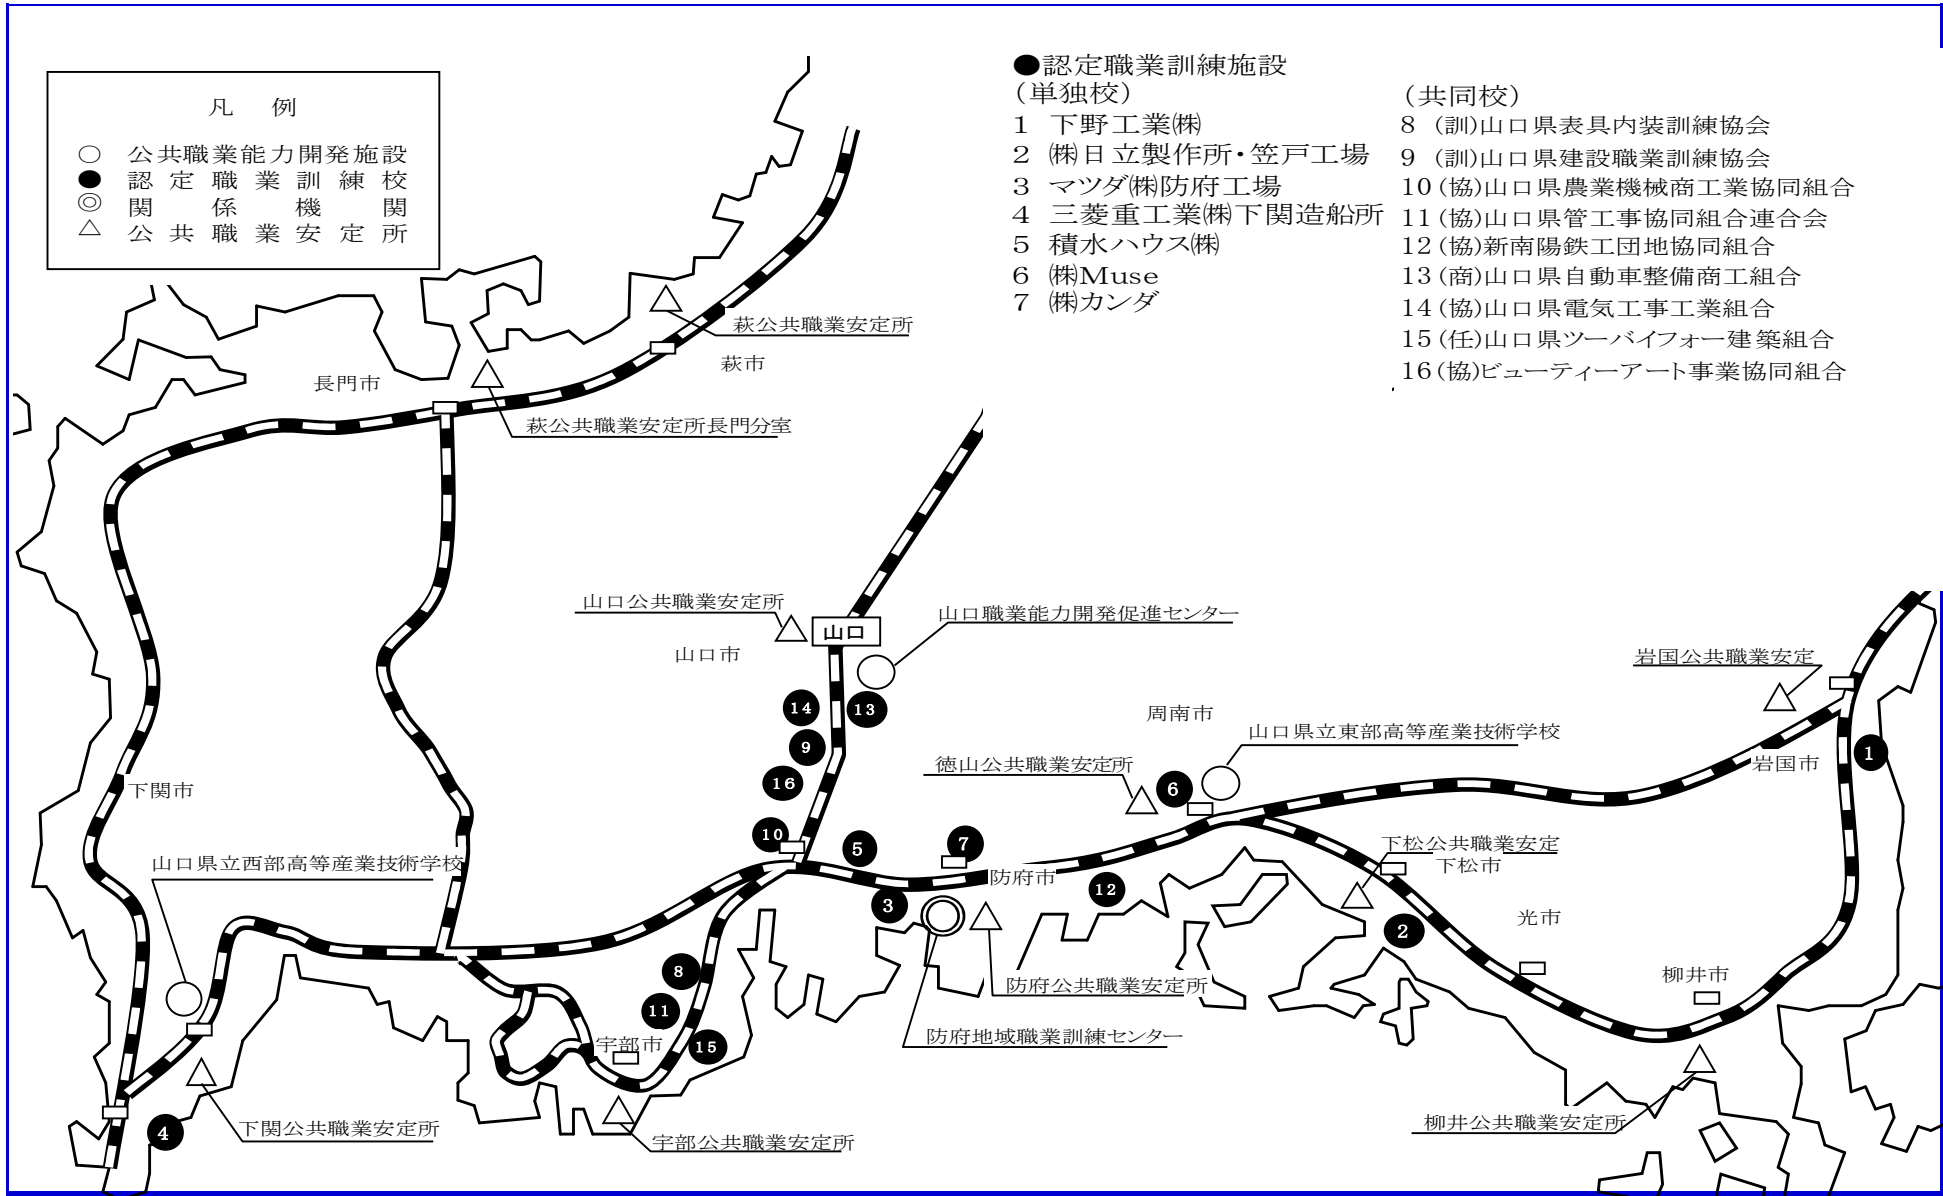 凡 例
○ 公共職業能力開発施設
● 認定職業訓練校
◎ 関係機関
△ 公共職業安定所
●認定職業訓練施設
（単独校）
1 下野工業㈱
2 ㈱日立製作所・笠戸工場
3 マツダ㈱防府工場
4 三菱重工業㈱下関造船所
5 積水ハウス㈱
6 ㈱Muse
7 ㈱カンダ
（共同校）
8 (訓)山口県表具内装訓練協会
9 (訓)山口県建設職業訓練協会
10(協)山口県農業機械商工業協同組合
11(協)山口県管工事協同組合連合会
12(協)新南陽鉄工団地協同組合
13(商)山口県自動車整備商工組合
14(協)山口県電気工事工業組合
15(任)山口県ツーバイフォー建築組合
16(協)ビューティーアート事業協同組合
萩公共職業安定所
萩市
長門市
萩公共職業安定所長門分室
山口公共職業安定所
山口
山口職業能力開発促進センター
山口市
岩国公共職業安定
14
13
周南市
山口県立東部高等産業技術学校
9
徳山公共職業安定所
岩国市
1
16
6
下関市
10
5
7
下松公共職業安定
下松市
山口県立西部高等産業技術学校
防府市
12
3
光市
2
8
柳井市
防府公共職業安定所
11
防府地域職業訓練センター
宇部市
15
4
下関公共職業安定所
宇部公共職業安定所
柳井公共職業安定所